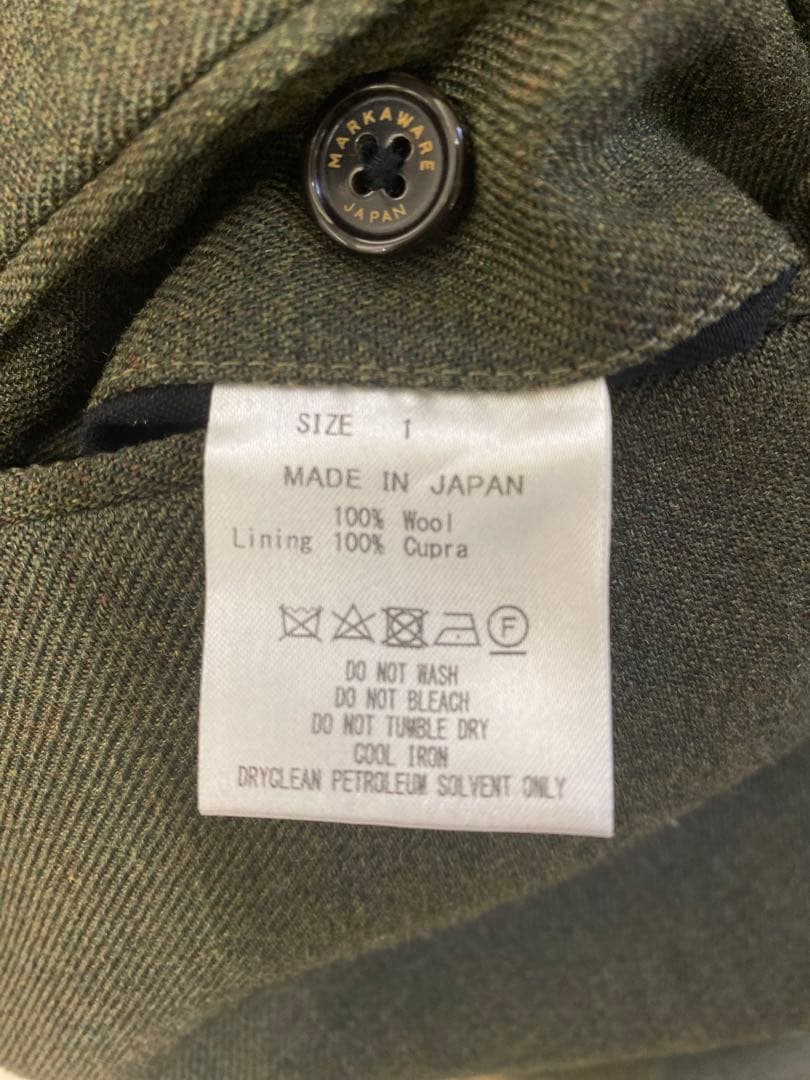 MARKAWARE
JAPAN
SIZE 1
MADE IN JAPAN
100% Wool
Lining 100% Cupra
F
DO NOT WASH
DO NOT BLEACH
DO NOT TUMBLE DRY
COOL IRON
DRYCLEAN PETROLEUM SOLVENT ONLY